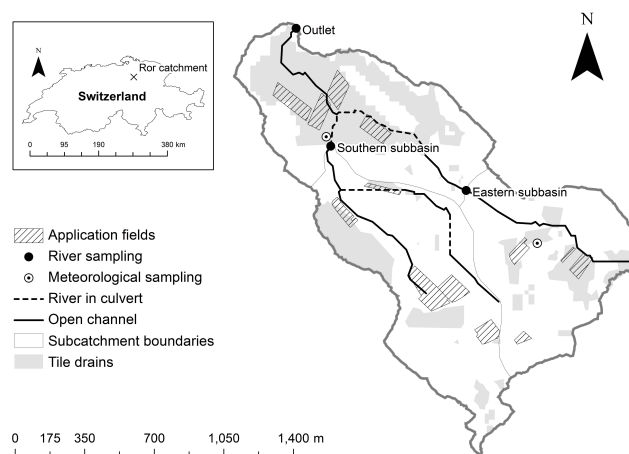 N
Ror catchment
Switzerland
0 95 190 380 km
N
Outlet
Southern subbasin
Eastern subbasin
Application fields
River sampling
Meteorological sampling
River in culvert
Open channel
Subcatchment boundaries
Tile drains
0 175 350 700 1,050 1,400 m